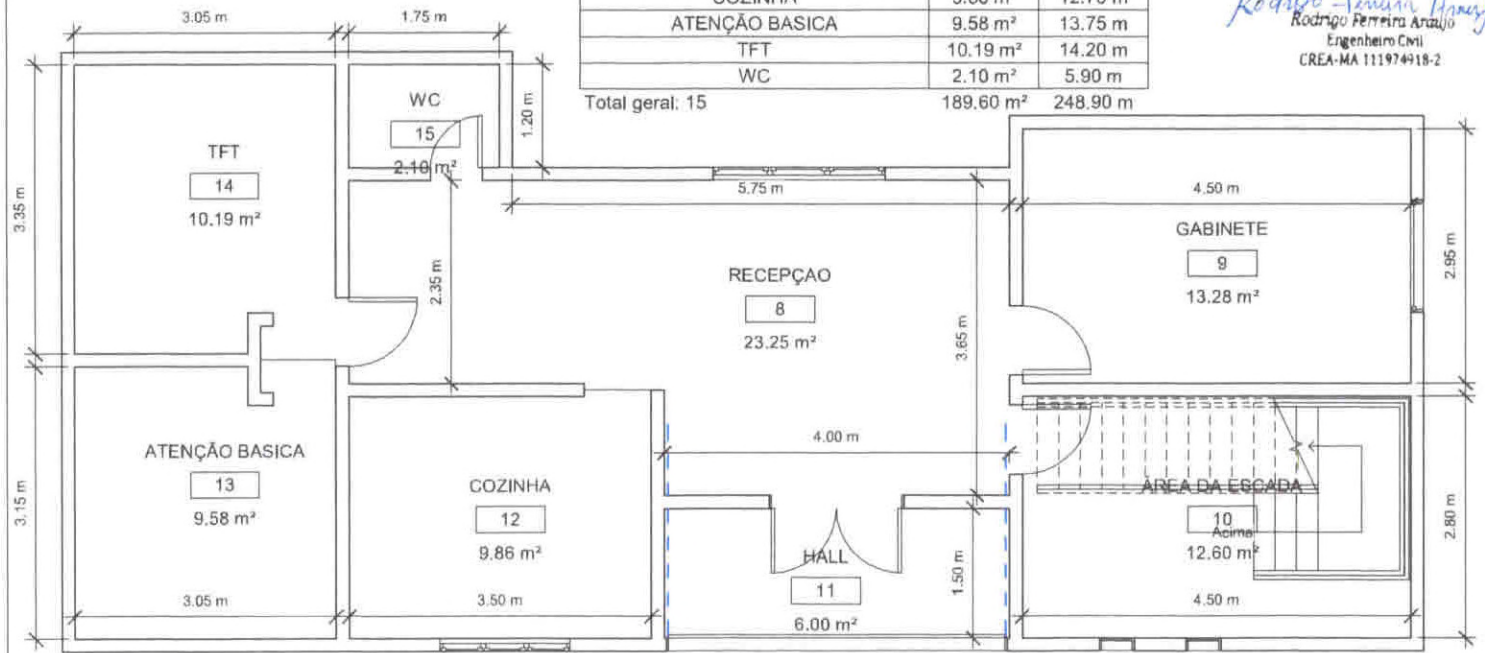 COZINHA 12.70 m
ATENÇÃO BASICA 9.58 m² 13.75 m
TFT 10.19 m² 14.20 m
WC 2.10 m² 5.90 m
Total geral: 15 189.60 m² 248.90 m
Rodrigo Ferreira Araujo
Engenheiro Civil
CREA-MA 111974918-2
3.05 m
1.75 m
WC
15
2.10 m²
1.20 m
TFT
14
10.19 m²
3.35 m
5.75 m
4.50 m
GABINETE
9
13.28 m²
2.95 m
RECEPÇAO
8
23.25 m²
2.35 m
3.65 m
ATENÇÃO BASICA
13
9.58 m²
3.15 m
3.05 m
COZINHA
12
9.86 m²
3.50 m
4.00 m
HALL
11
6.00 m²
1.50 m
ÁREA DA ESCADA
10
Acima
12.60 m²
4.50 m
2.80 m